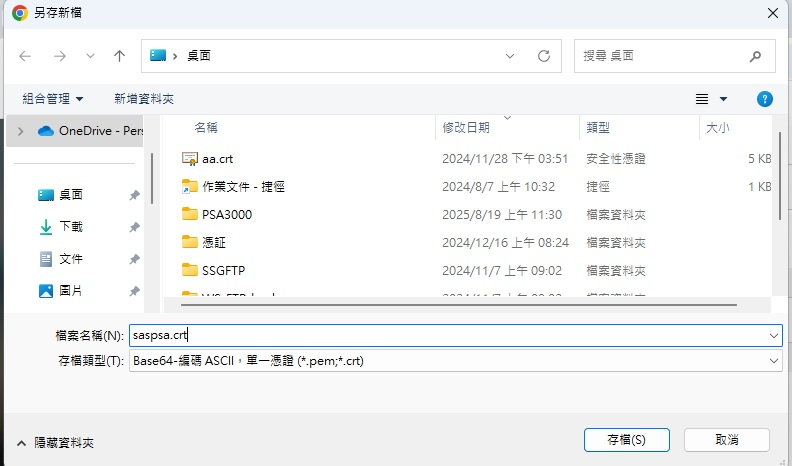 另存新檔
桌面
搜尋 桌面
組合管理
新增資料夾
OneDrive - Pers
桌面
下載
文件
圖片
名稱 修改日期 類型 大小
aa.crt 2024/11/28 下午 03:51 安全性憑證 5 KB
作業文件 - 捷徑 2024/8/7 上午 10:32 捷徑 1 KB
PSA3000 2025/8/19 上午 11:30 檔案資料夾
憑証 2024/12/16 上午 08:24 檔案資料夾
SSGFTP 2024/11/7 上午 09:02 檔案資料夾
檔案名稱(N): saspsa.crt
存檔類型(T): Base64-編碼 ASCII，單一憑證 (*.pem;*.crt)
隱藏資料夾
存檔(S)
取消